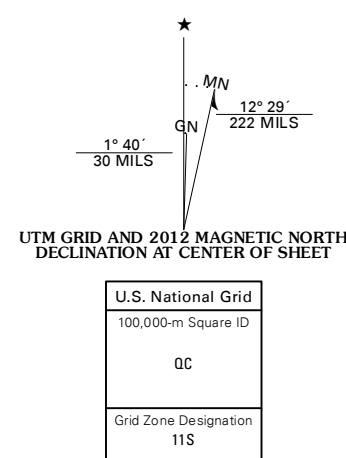 ★
MN
GN
12° 29´
222 MILS
1° 40´
30 MILS
UTM GRID AND 2012 MAGNETIC NORTH
DECLINATION AT CENTER OF SHEET
U.S. National Grid
100,000-m Square ID
QC
Grid Zone Designation
11S